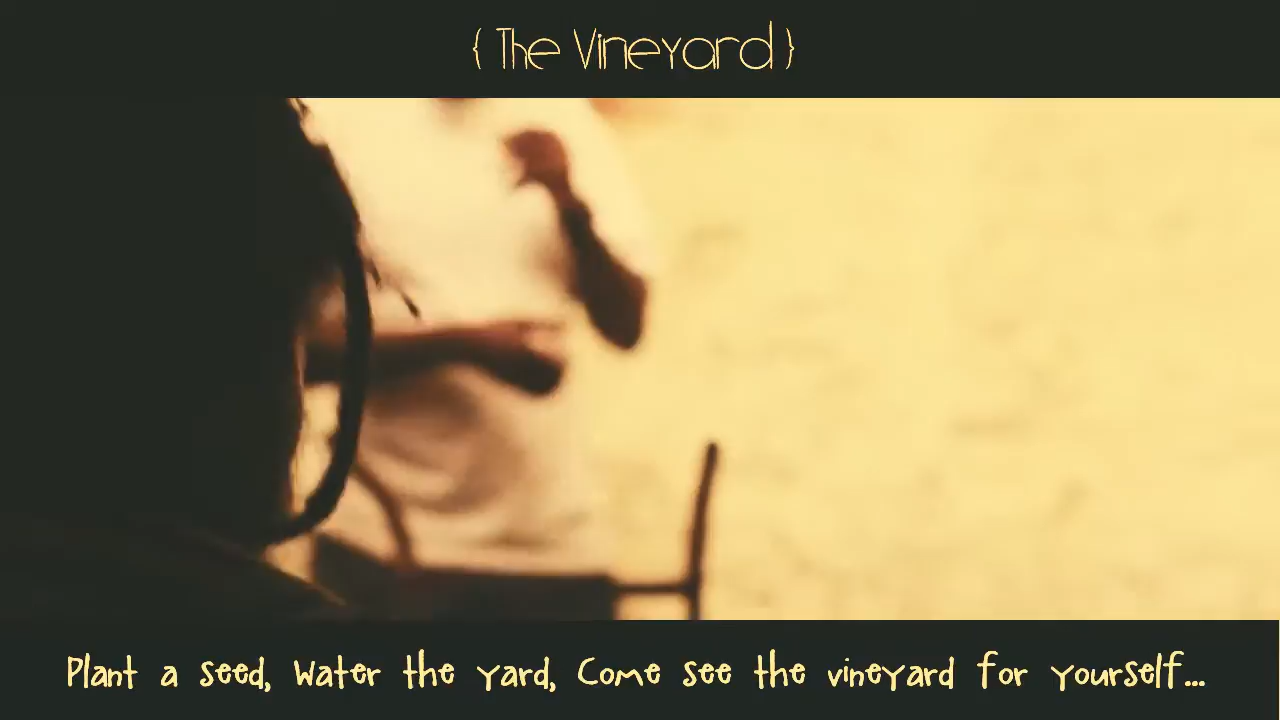 { The Vineyard }
Plant a seed, Water the yard, Come see the vineyard for yourself...